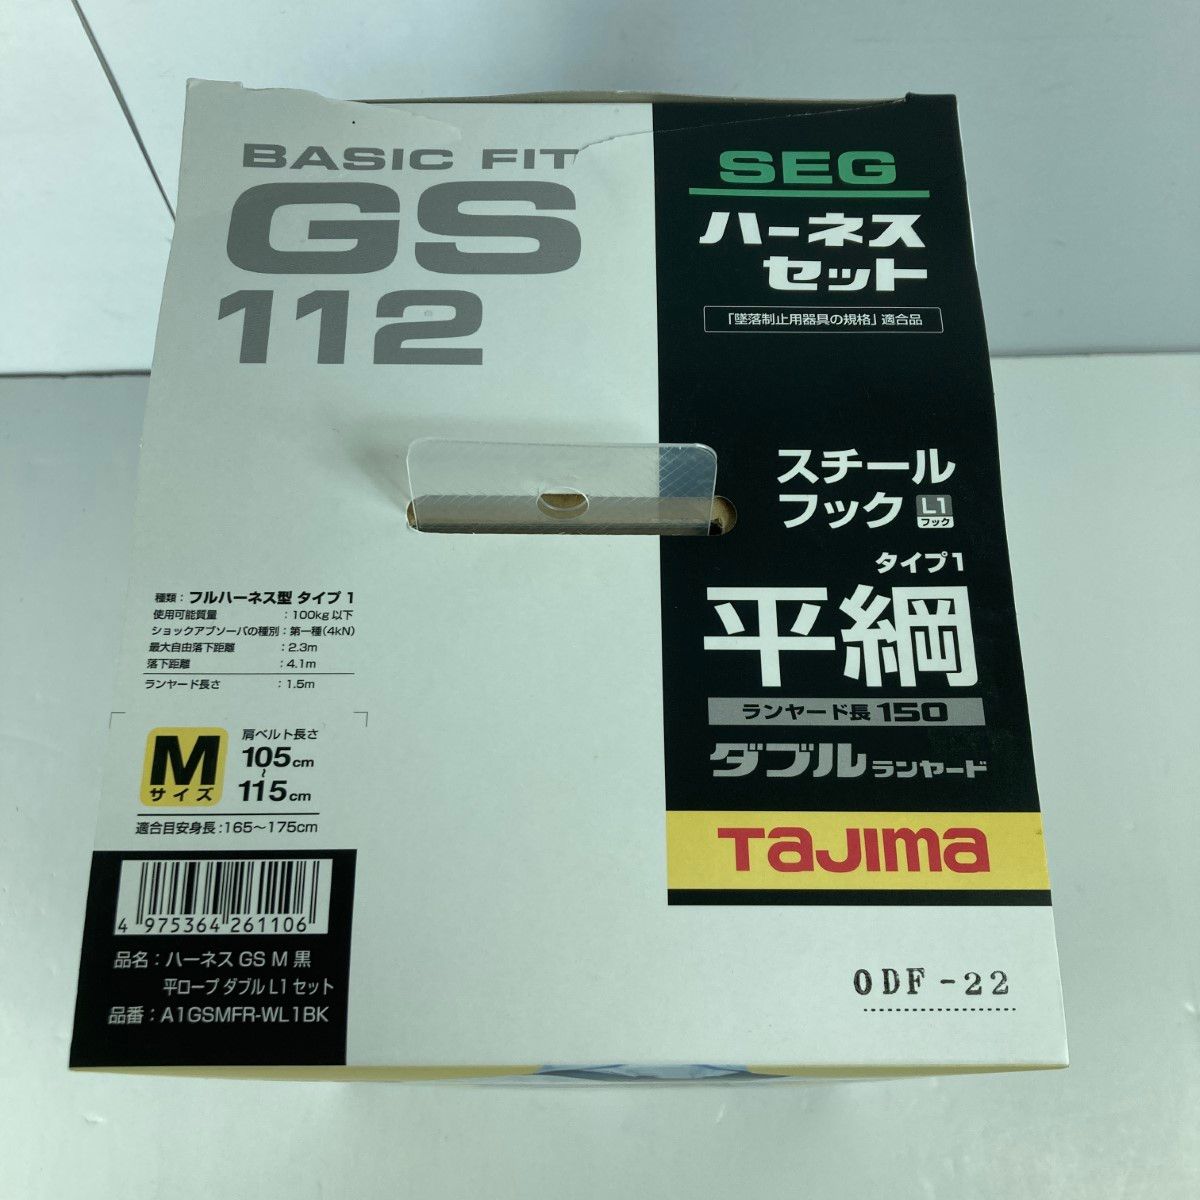 BASIC FIT
GS
112
SEG
ハーネス
セット
「墜落制止用器具の規格」適合品
スチール
フック L1 フック
タイプ1
平綱
ランヤード長 150
ダブル ランヤード
TAJIMA
種類：フルハーネス型 タイプ 1
使用可能質量 ：100kg以下
ショックアブソーバの種別：第一種(4kN)
最大自由落下距離 ：2.3m
落下距離 ：4.1m
ランヤード長さ ：1.5m
M
サイズ
肩ベルト長さ
105cm
～
115cm
適合目安身長：165～175cm
4 975364 261106
品名：ハーネス GS M 黒
平ロープ ダブル L1 セット
品番：A1GSMFR-WL1BK
ODF-22